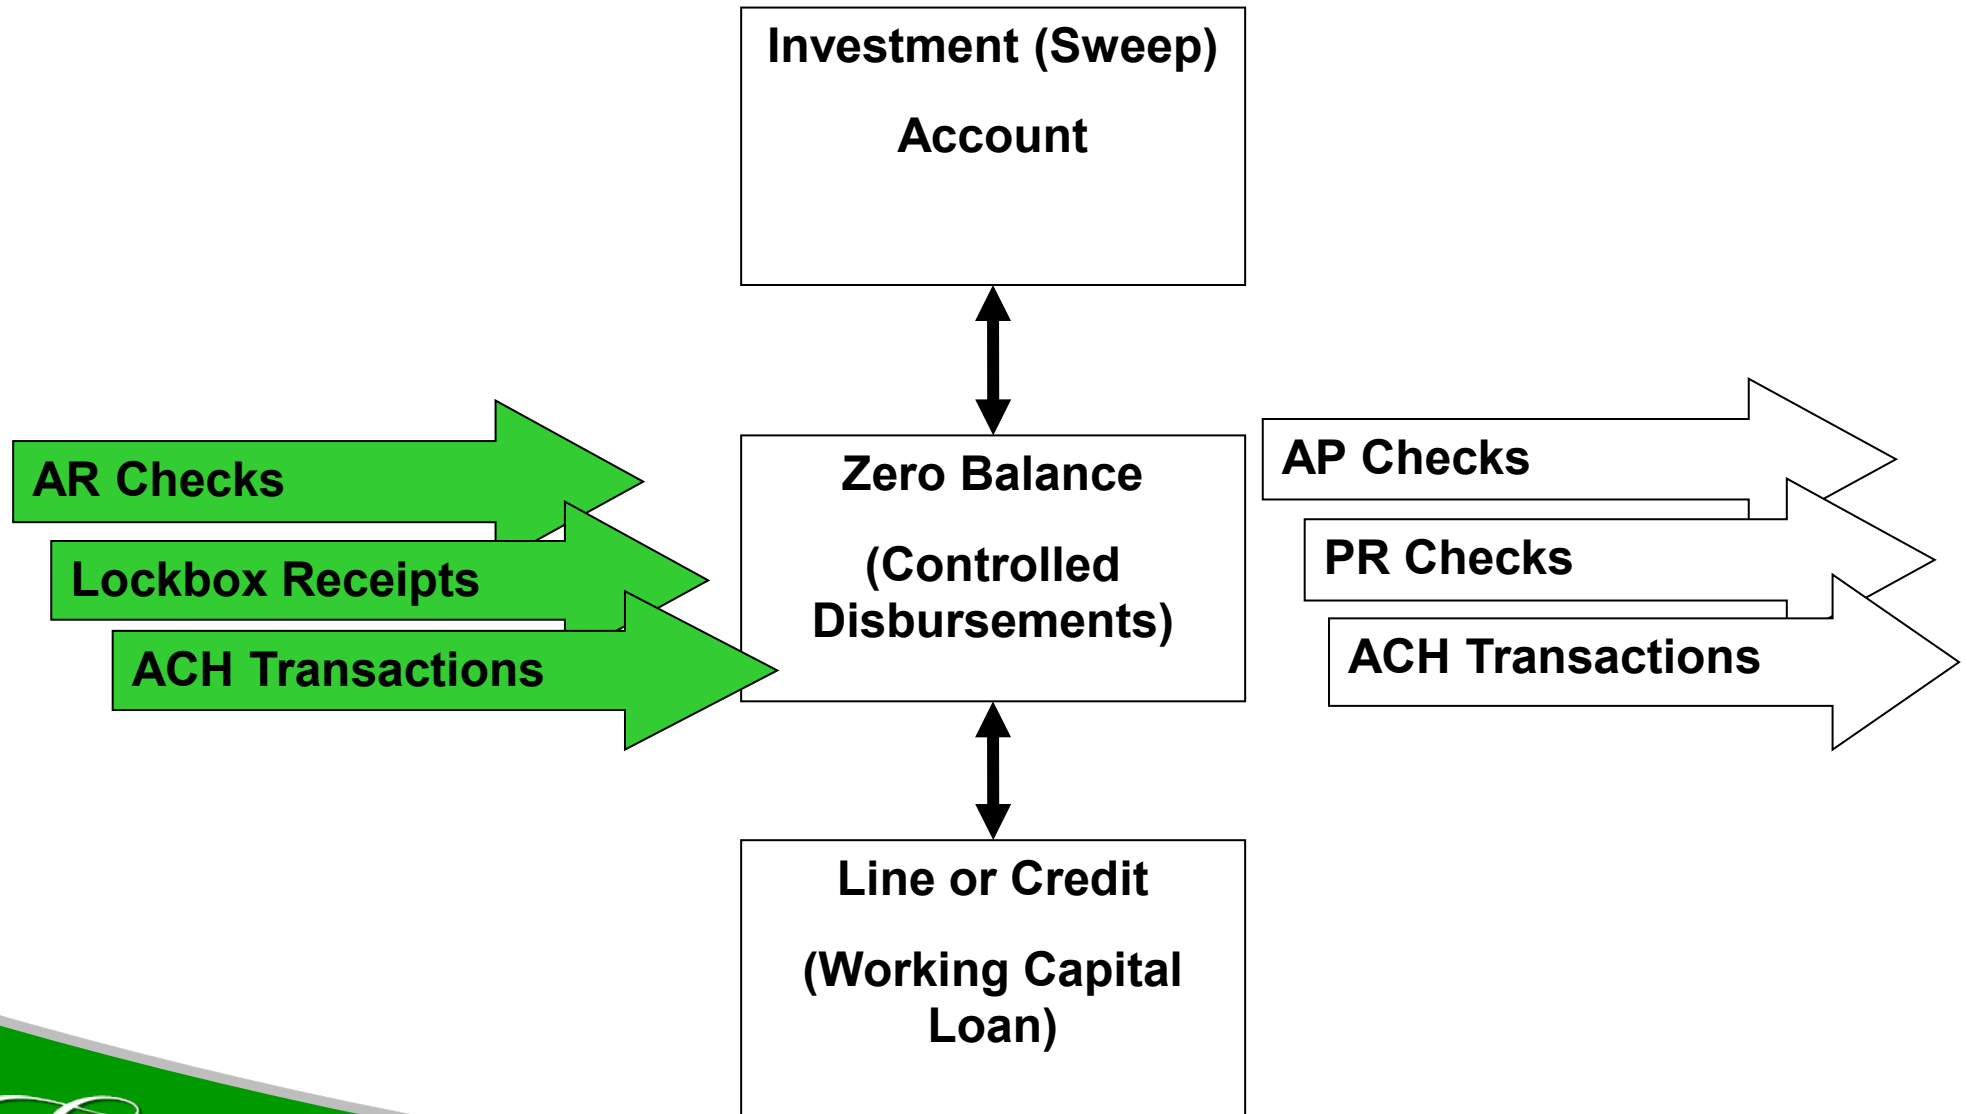 Investment (Sweep)
Account
AR Checks
Lockbox Receipts
ACH Transactions
Zero Balance
(Controlled
Disbursements)
AP Checks
PR Checks
ACH Transactions
Line or Credit
(Working Capital
Loan)